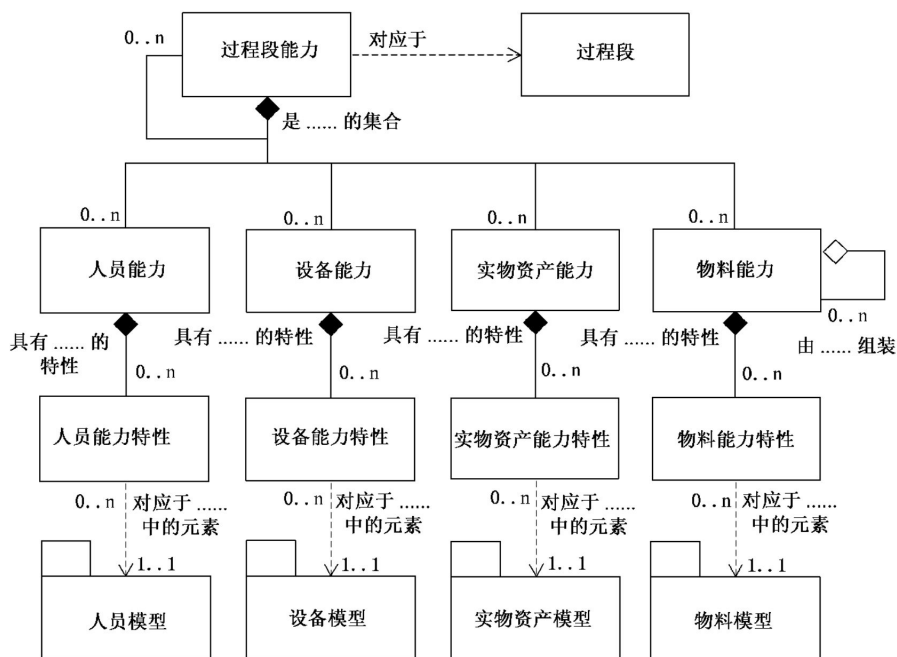 0..n
过程段能力
对应于
过程段
是 ...... 的集合
0..n
0..n
0..n
0..n
人员能力
设备能力
实物资产能力
物料能力
具有 ...... 的
特性
具有 ...... 的特性
具有 ...... 的特性
具有 ...... 的特性
0..n
由 ...... 组装
0..n
0..n
0..n
0..n
人员能力特性
设备能力特性
实物资产能力特性
物料能力特性
0..n
对应于 ......
中的元素
0..n
对应于 ......
中的元素
0..n
对应于 ......
中的元素
0..n
对应于 ......
中的元素
1..1
1..1
1..1
1..1
人员模型
设备模型
实物资产模型
物料模型